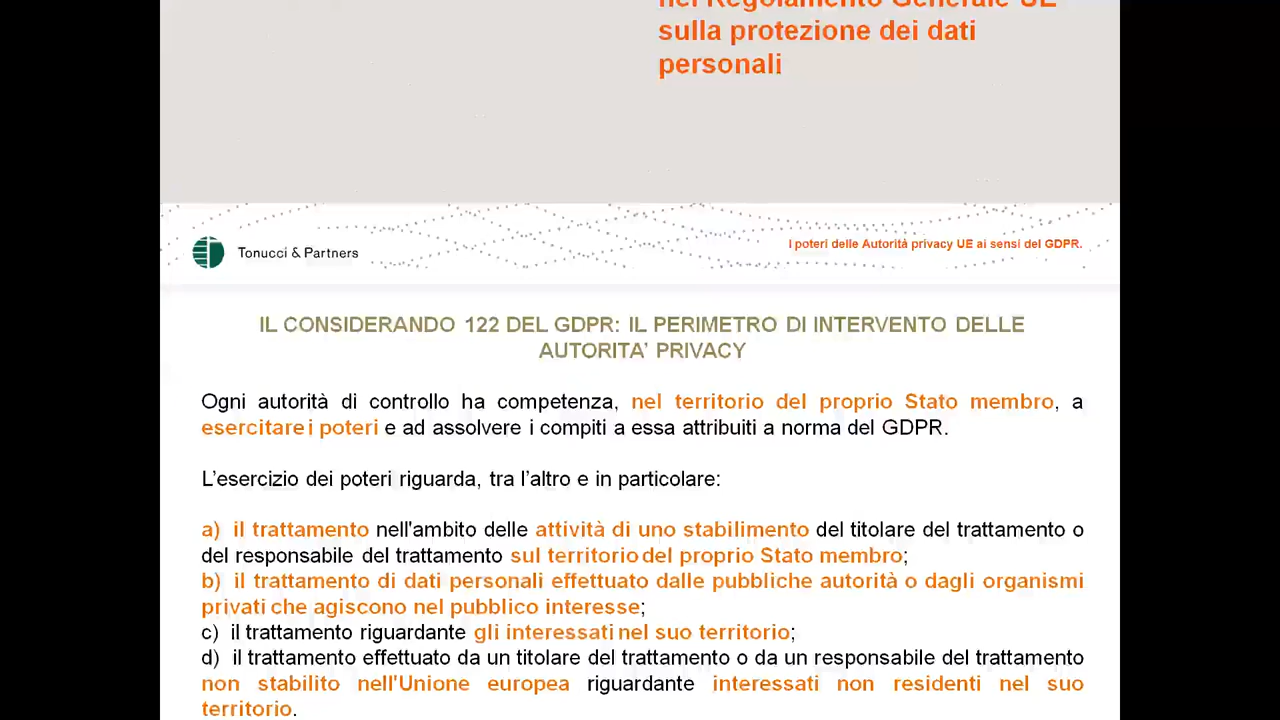 nel Regolamento Generale UE
sulla protezione dei dati
personali
Tonucci & Partners
I poteri delle Autorità privacy UE ai sensi del GDPR.
IL CONSIDERANDO 122 DEL GDPR: IL PERIMETRO DI INTERVENTO DELLE
AUTORITA’ PRIVACY
Ogni autorità di controllo ha competenza, nel territorio del proprio Stato membro, a
esercitare i poteri e ad assolvere i compiti a essa attribuiti a norma del GDPR.
L’esercizio dei poteri riguarda, tra l’altro e in particolare:
a) il trattamento nell'ambito delle attività di uno stabilimento del titolare del trattamento o
del responsabile del trattamento sul territorio del proprio Stato membro;
b) il trattamento di dati personali effettuato dalle pubbliche autorità o dagli organismi
privati che agiscono nel pubblico interesse;
c) il trattamento riguardante gli interessati nel suo territorio;
d) il trattamento effettuato da un titolare del trattamento o da un responsabile del trattamento
non stabilito nell'Unione europea riguardante interessati non residenti nel suo
territorio.